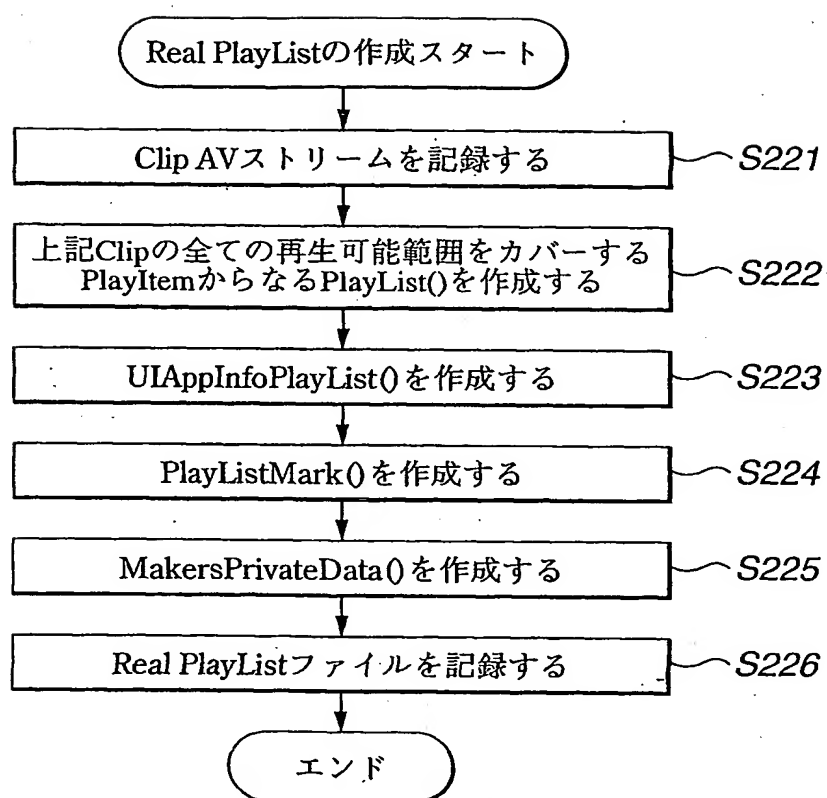 Real PlayListの作成スタート
Clip AVストリームを記録する
S221
上記Clipの全ての再生可能範囲をカバーする
PlayItemからなるPlayList()を作成する
S222
UIAppInfoPlayList()を作成する
S223
PlayListMark()を作成する
S224
MakersPrivateData()を作成する
S225
Real PlayListファイルを記録する
S226
エンド